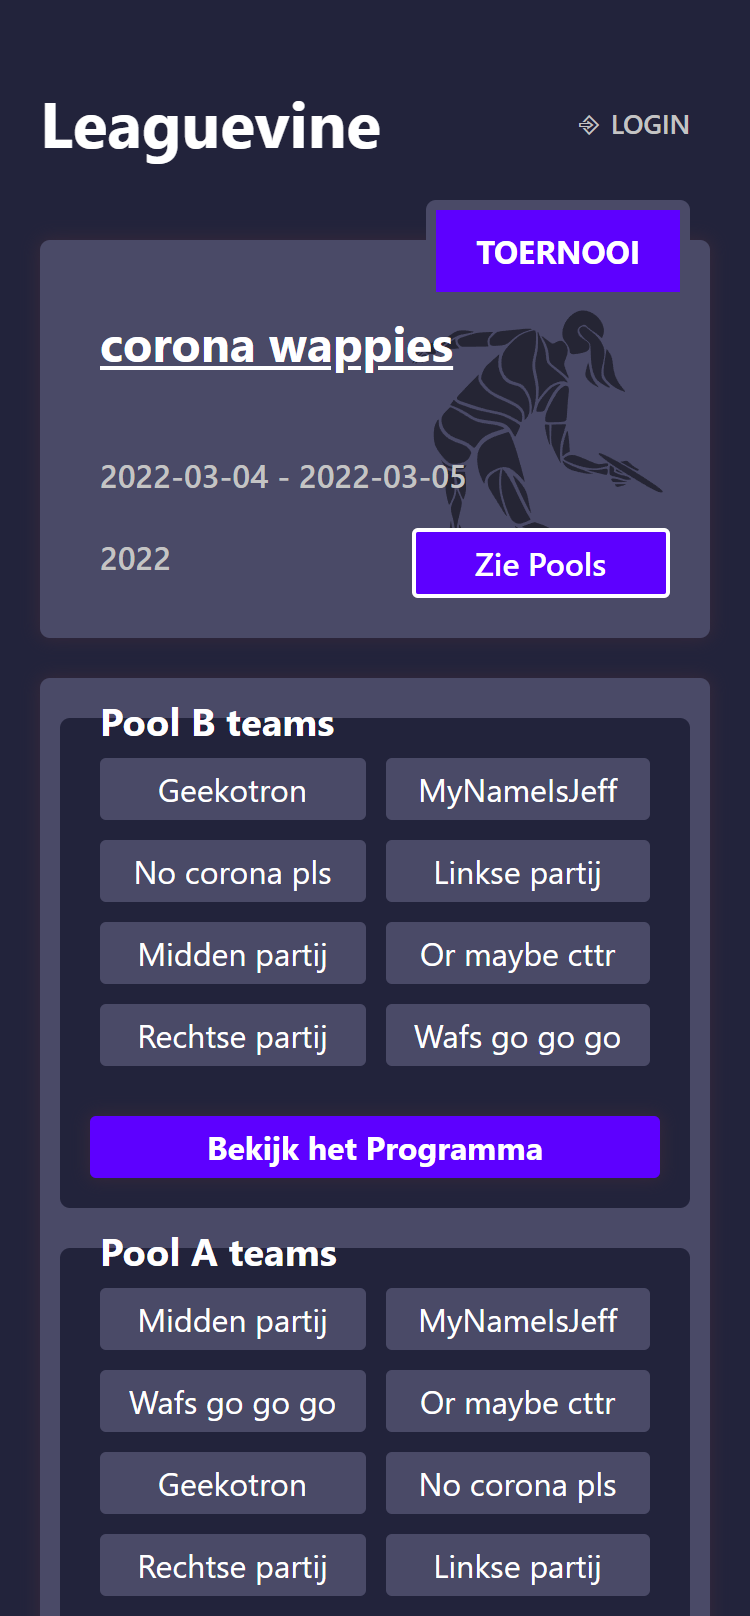 Leaguevine
LOGIN
TOERNOOI
corona wappies
2022-03-04 - 2022-03-05
2022
Zie Pools
Pool B teams
Geekotron
MyNameIsJeff
No corona pls
Linkse partij
Midden partij
Or maybe cttr
Rechtse partij
Wafs go go go
Bekijk het Programma
Pool A teams
Midden partij
MyNameIsJeff
Wafs go go go
Or maybe cttr
Geekotron
No corona pls
Rechtse partij
Linkse partij